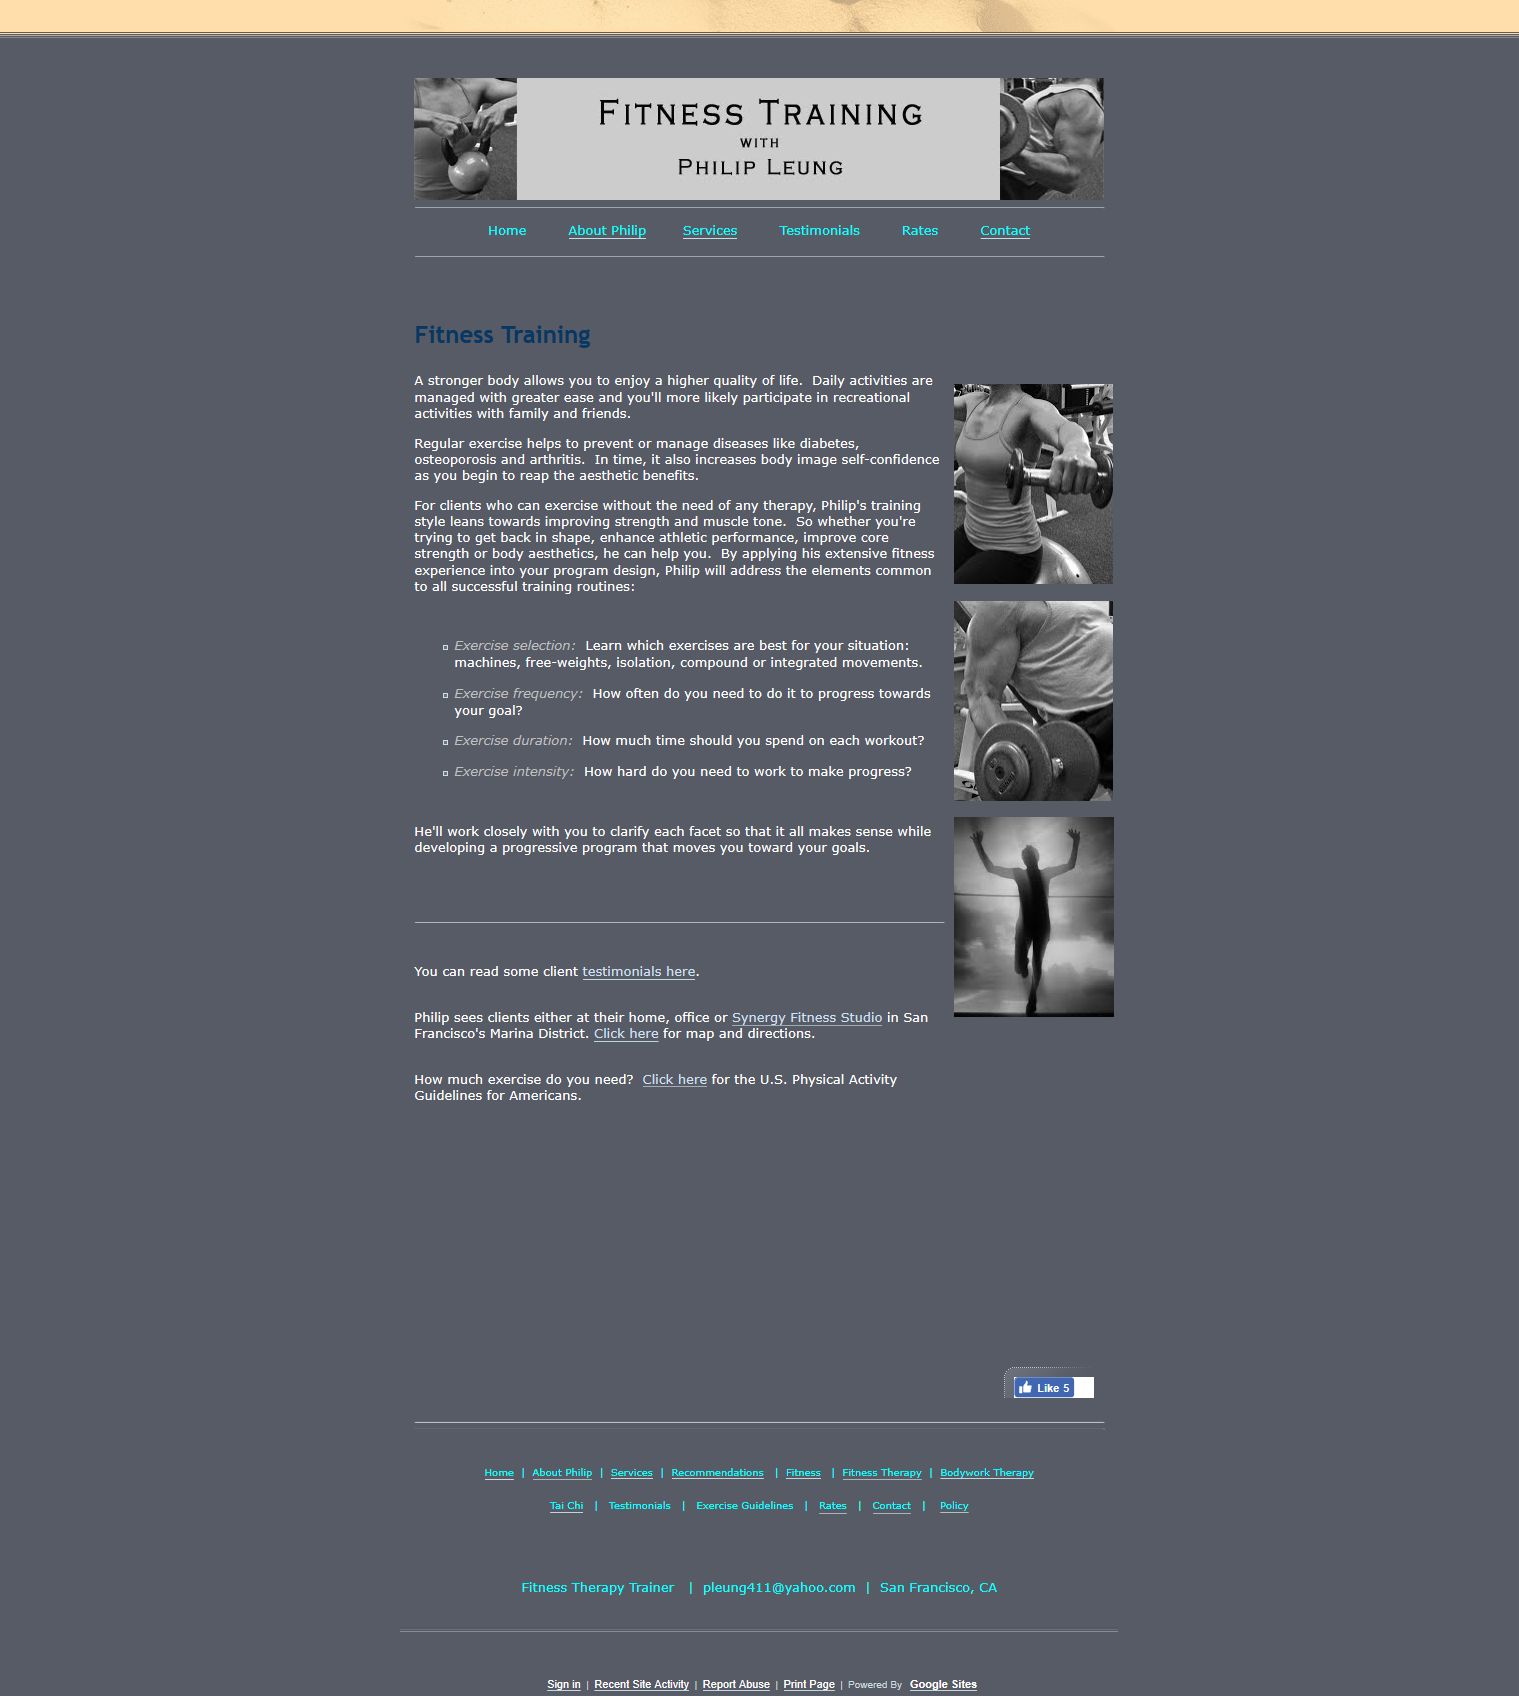 Fitness Training
with
Philip Leung
Home About Philip Services Testimonials Rates Contact
Fitness Training
A stronger body allows you to enjoy a higher quality of life. Daily activities are
managed with greater ease and you'll more likely participate in recreational
activities with family and friends.
Regular exercise helps to prevent or manage diseases like diabetes,
osteoporosis and arthritis. In time, it also increases body image self-confidence
as you begin to reap the aesthetic benefits.
For clients who can exercise without the need of any therapy, Philip's training
style leans towards improving strength and muscle tone. So whether you're
trying to get back in shape, enhance athletic performance, improve core
strength or body aesthetics, he can help you. By applying his extensive fitness
experience into your program design, Philip will address the elements common
to all successful training routines:
Exercise selection: Learn which exercises are best for your situation:
machines, free-weights, isolation, compound or integrated movements.
Exercise frequency: How often do you need to do it to progress towards
your goal?
Exercise duration: How much time should you spend on each workout?
Exercise intensity: How hard do you need to work to make progress?
He'll work closely with you to clarify each facet so that it all makes sense while
developing a progressive program that moves you toward your goals.
You can read some client testimonials here.
Philip sees clients either at their home, office or Synergy Fitness Studio in San
Francisco's Marina District. Click here for map and directions.
How much exercise do you need? Click here for the U.S. Physical Activity
Guidelines for Americans.
Like 5
Home | About Philip | Services | Recommendations | Fitness | Fitness Therapy | Bodywork Therapy
Tai Chi | Testimonials | Exercise Guidelines | Rates | Contact | Policy
Fitness Therapy Trainer | pleung411@yahoo.com | San Francisco, CA
Sign in | Recent Site Activity | Report Abuse | Print Page | Powered By Google Sites